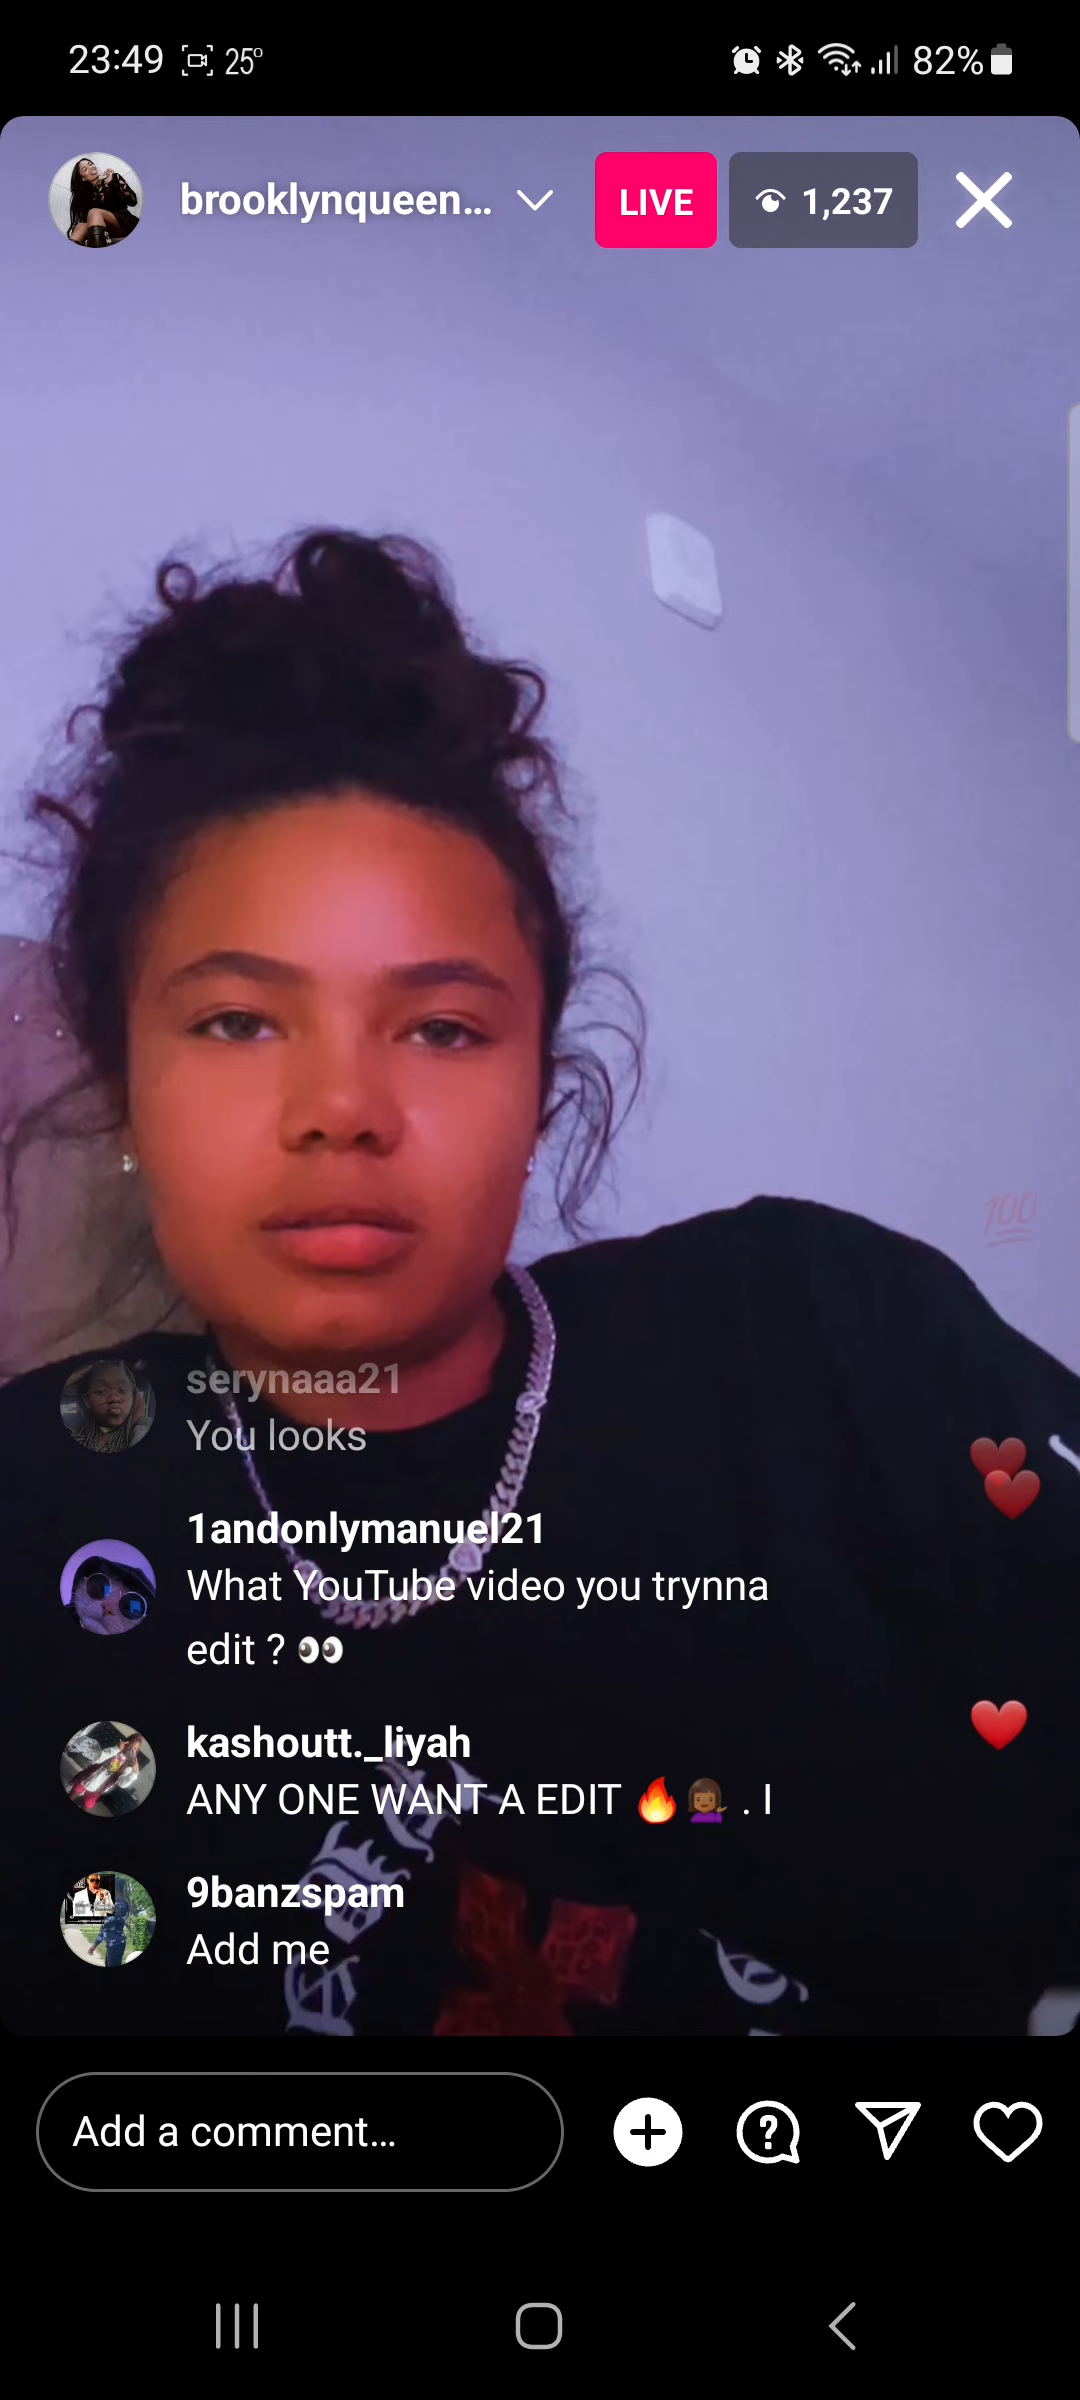 23:49 25°
82%
brooklynqueen...
LIVE
1,237
100
serynaaa21
You looks
1andonlymanuel21
What YouTube video you trynna
edit ? 👀
kashoutt._liyah
ANY ONE WANT A EDIT 🔥💁🏾‍♀️ . I
9banzspam
Add me
Add a comment...